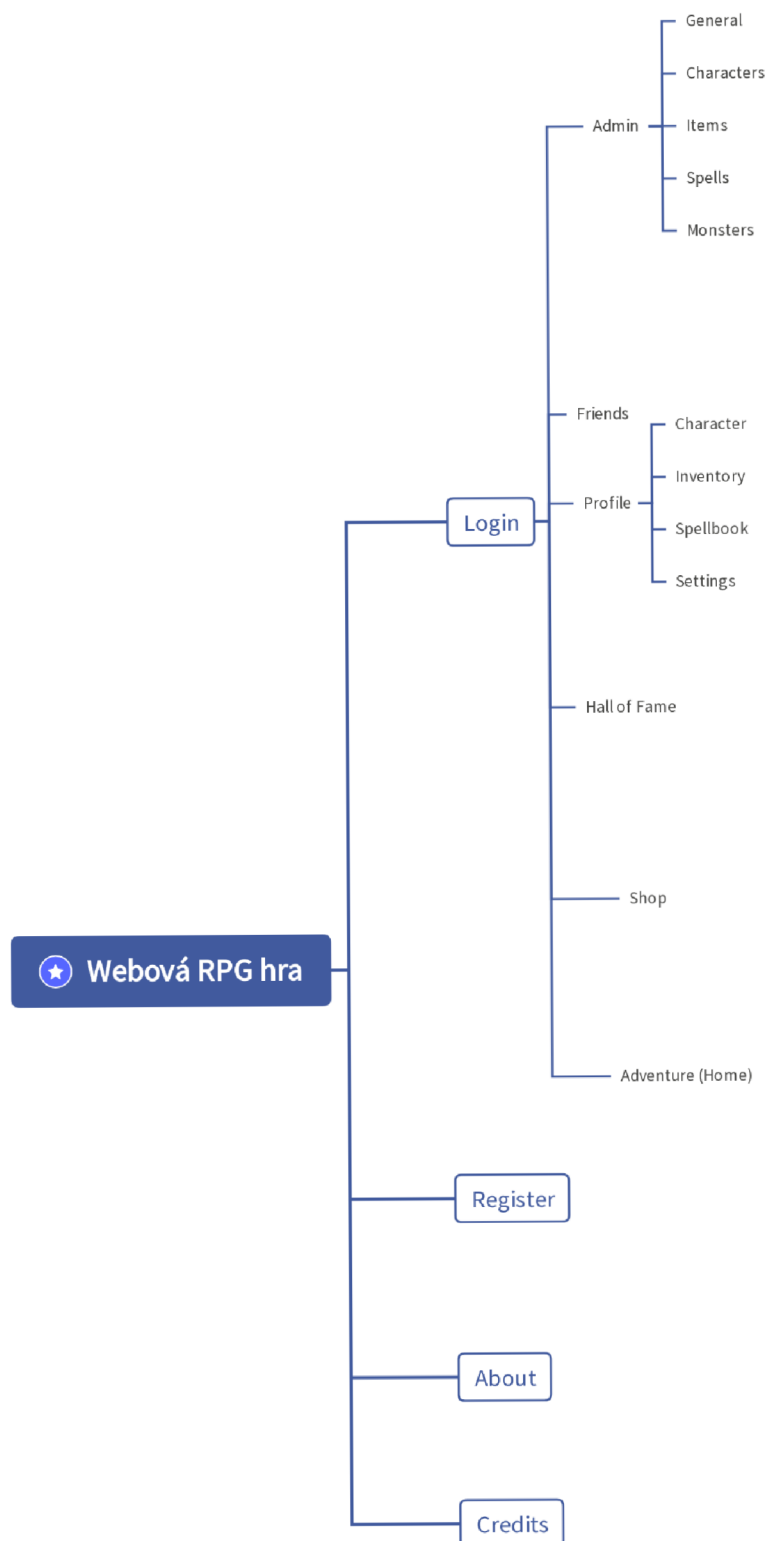 General
Characters
Admin
Items
Spells
Monsters
Friends
Character
Inventory
Profile
Login
Spellbook
Settings
Hall of Fame
Shop
Webová RPG hra
Adventure (Home)
Register
About
Credits